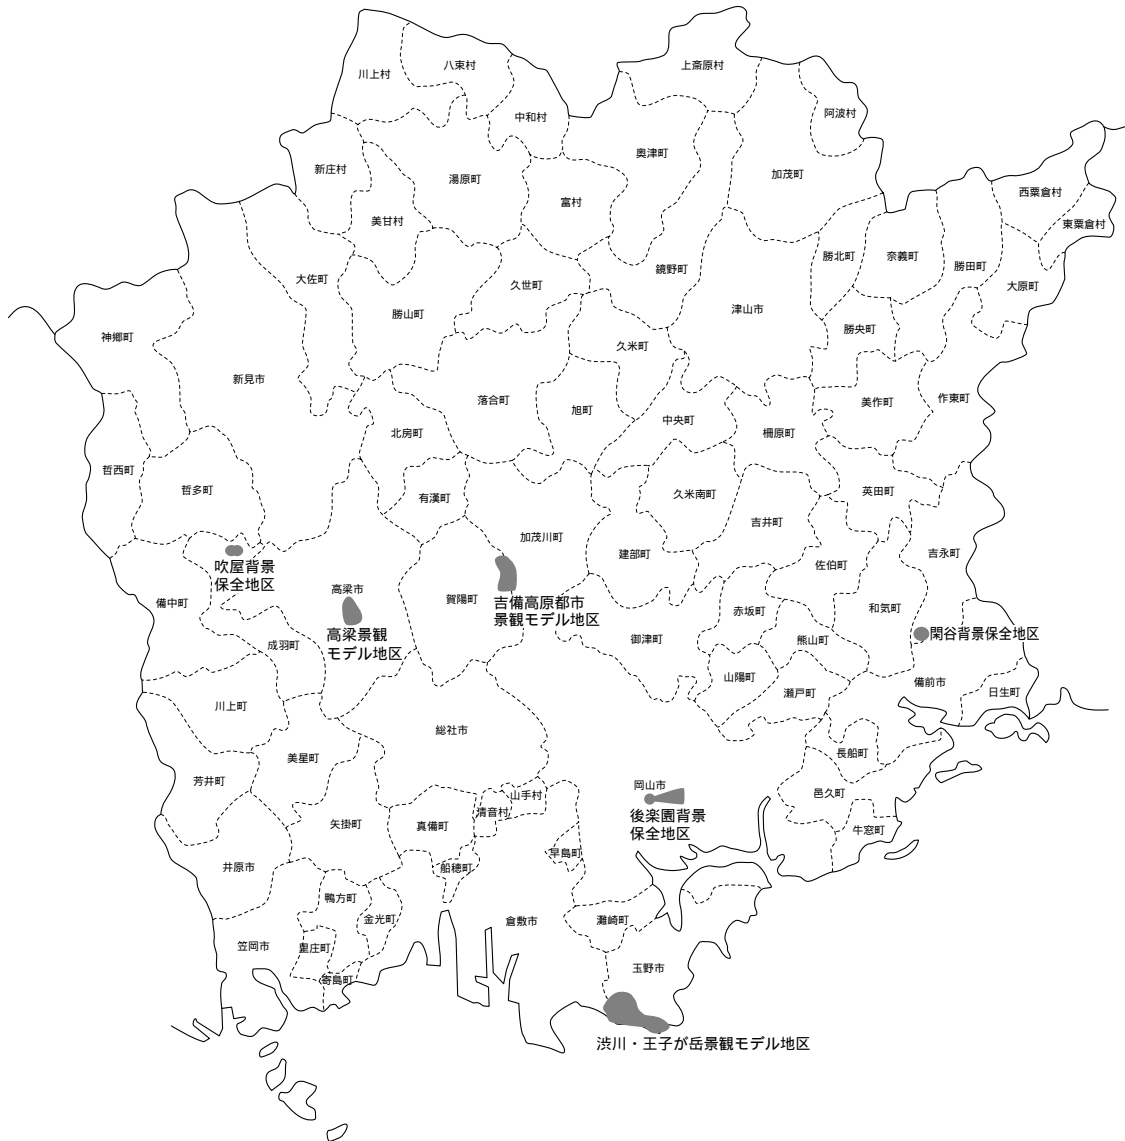 八束村
上斎原村
川上村
阿波村
中和村
奥津町
新庄村
湯原町
加茂町
西粟倉村
富村
美甘村
東粟倉村
勝北町
奈義町
勝田町
鏡野町
大佐町
久世町
大原町
勝山町
津山市
神郷町
勝央町
久米町
新見市
落合町
旭町
美作町
作東町
中央町
北房町
柵原町
哲西町
哲多町
有漢町
久米南町
英田町
吉井町
加茂川町
建部町
吉永町
吹屋背景
保全地区
佐伯町
高梁市
備中町
賀陽町
吉備高原都市
景観モデル地区
赤坂町
和気町
高梁景観
モデル地区
成羽町
御津町
熊山町
閑谷背景保全地区
山陽町
瀬戸町
備前市
日生町
川上町
総社市
美星町
長船町
芳井町
岡山市
山手村
邑久町
清音村
後楽園背景
保全地区
矢掛町
真備町
牛窓町
早島町
井原市
船穂町
鴨方町
金光町
倉敷市
灘崎町
笠岡市
里庄町
玉野市
寄島町
渋川・王子が岳景観モデル地区